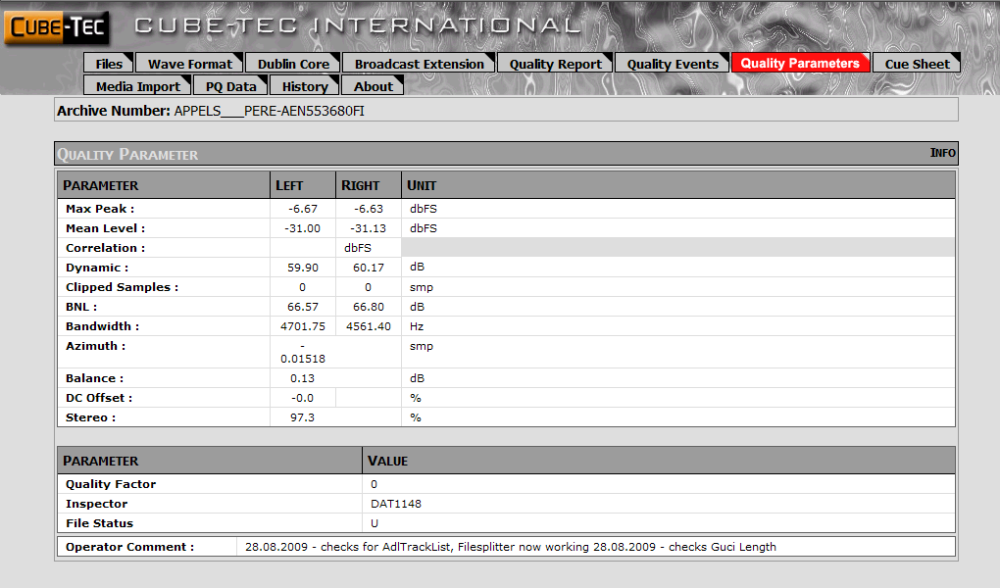 CUBE-TEC CUBE-TEC INTERNATIONAL
Files Wave Format Dublin Core Broadcast Extension Quality Report Quality Events Quality Parameters Cue Sheet
Media Import PQ Data History About
Archive Number: APPELS___PERE-AEN553680FI
QUALITY PARAMETER INFO
PARAMETER LEFT RIGHT UNIT
Max Peak : -6.67 -6.63 dbFS
Mean Level : -31.00 -31.13 dbFS
Correlation : dbFS
Dynamic : 59.90 60.17 dB
Clipped Samples : 0 0 smp
BNL : 66.57 66.80 dB
Bandwidth : 4701.75 4561.40 Hz
Azimuth : - smp
0.01518
Balance : 0.13 dB
DC Offset : -0.0 %
Stereo : 97.3 %
PARAMETER VALUE
Quality Factor 0
Inspector DAT1148
File Status U
Operator Comment : 28.08.2009 - checks for AdlTrackList, Filesplitter now working 28.08.2009 - checks Guci Length